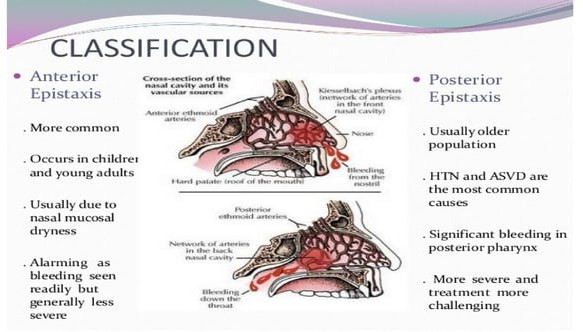 CLASSIFICATION
Anterior
Epistaxis
. More common
. Occurs in children
and young adults
. Usually due to
nasal mucosal
dryness
. Alarming as
bleeding seen
readily but
generally less
severe
Cross-section of the
nasal cavity and its
vascular sources
Kiesselbach's plexus
(network of arteries
in the front
nasal cavity)
Anterior ethmoid
arteries
Nose
Bleeding
from the
nostril
Hard patate (roof of the mouth)
Posterior
ethmoid arteries
Network of arteries
in the back
nasal cavity
Bleeding
down the
throat
Posterior
Epistaxis
. Usually older
population
. HTN and ASVD are
the most common
causes
. Significant bleeding in
posterior pharynx
. More severe and
treatment more
challenging